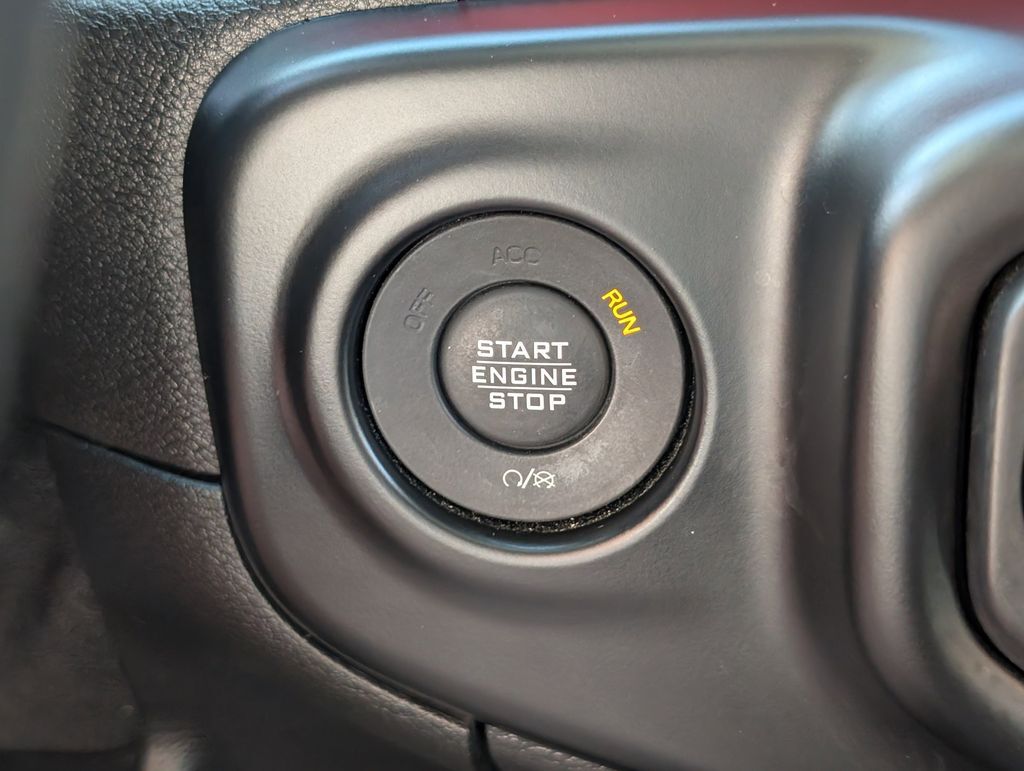 ACC
OFF
RUN
START
ENGINE
STOP